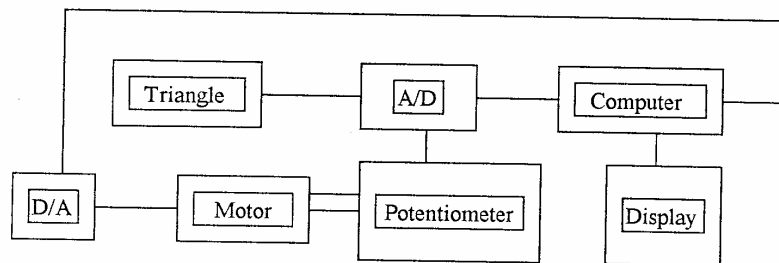 Triangle
A/D
Computer
D/A
Motor
Potentiometer
Display